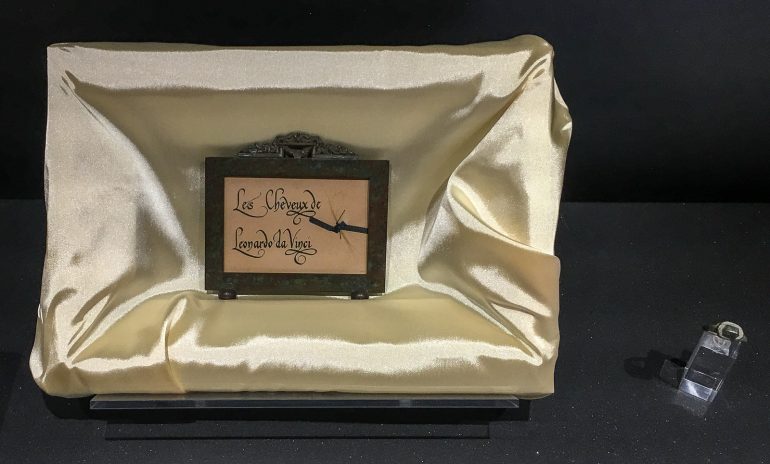 Les Cheveux de
Leonardo da Vinci